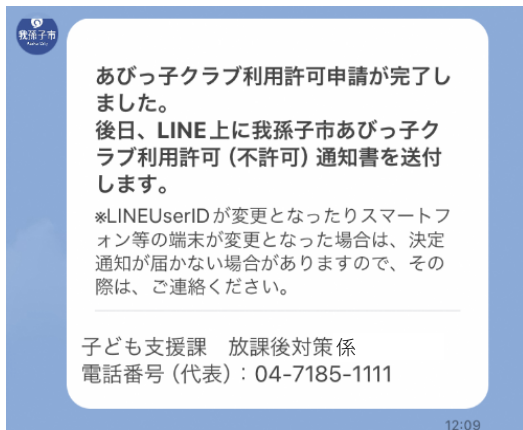 我孫子市
あびっ子クラブ利用許可申請が完了し
ました。
後日、LINE上に我孫子市あびっ子ク
ラブ利用許可（不許可）通知書を送付
します。
※LINEUserIDが変更となったりスマートフ
ォン等の端末が変更となった場合は、決定
通知が届かない場合がありますので、その
際は、ご連絡ください。
子ども支援課　放課後対策係
電話番号（代表）：04-7185-1111
12:09